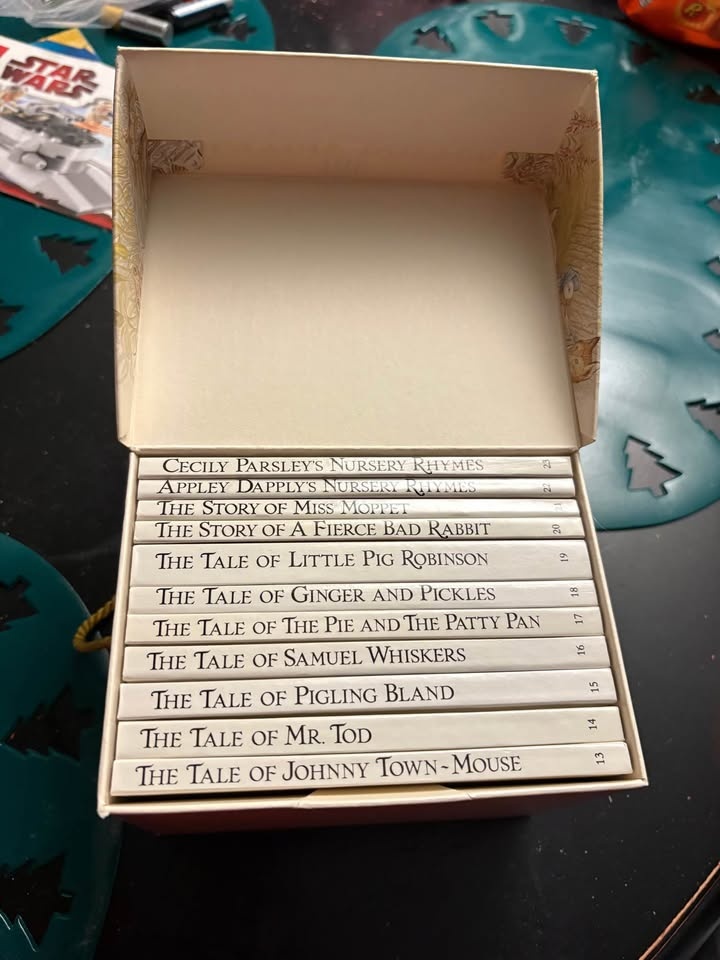 STAR
WARS
CECILY PARSLEY'S NURSERY RHYMES 23
APPLEY DAPPLY'S NURSERY RHYMES 22
THE STORY OF MISS MOPPET 21
THE STORY OF A FIERCE BAD RABBIT 20
THE TALE OF LITTLE PIG ROBINSON 19
THE TALE OF GINGER AND PICKLES 18
THE TALE OF THE PIE AND THE PATTY PAN 17
THE TALE OF SAMUEL WHISKERS 16
THE TALE OF PIGLING BLAND 15
THE TALE OF MR. TOD 14
THE TALE OF JOHNNY TOWN-MOUSE 13